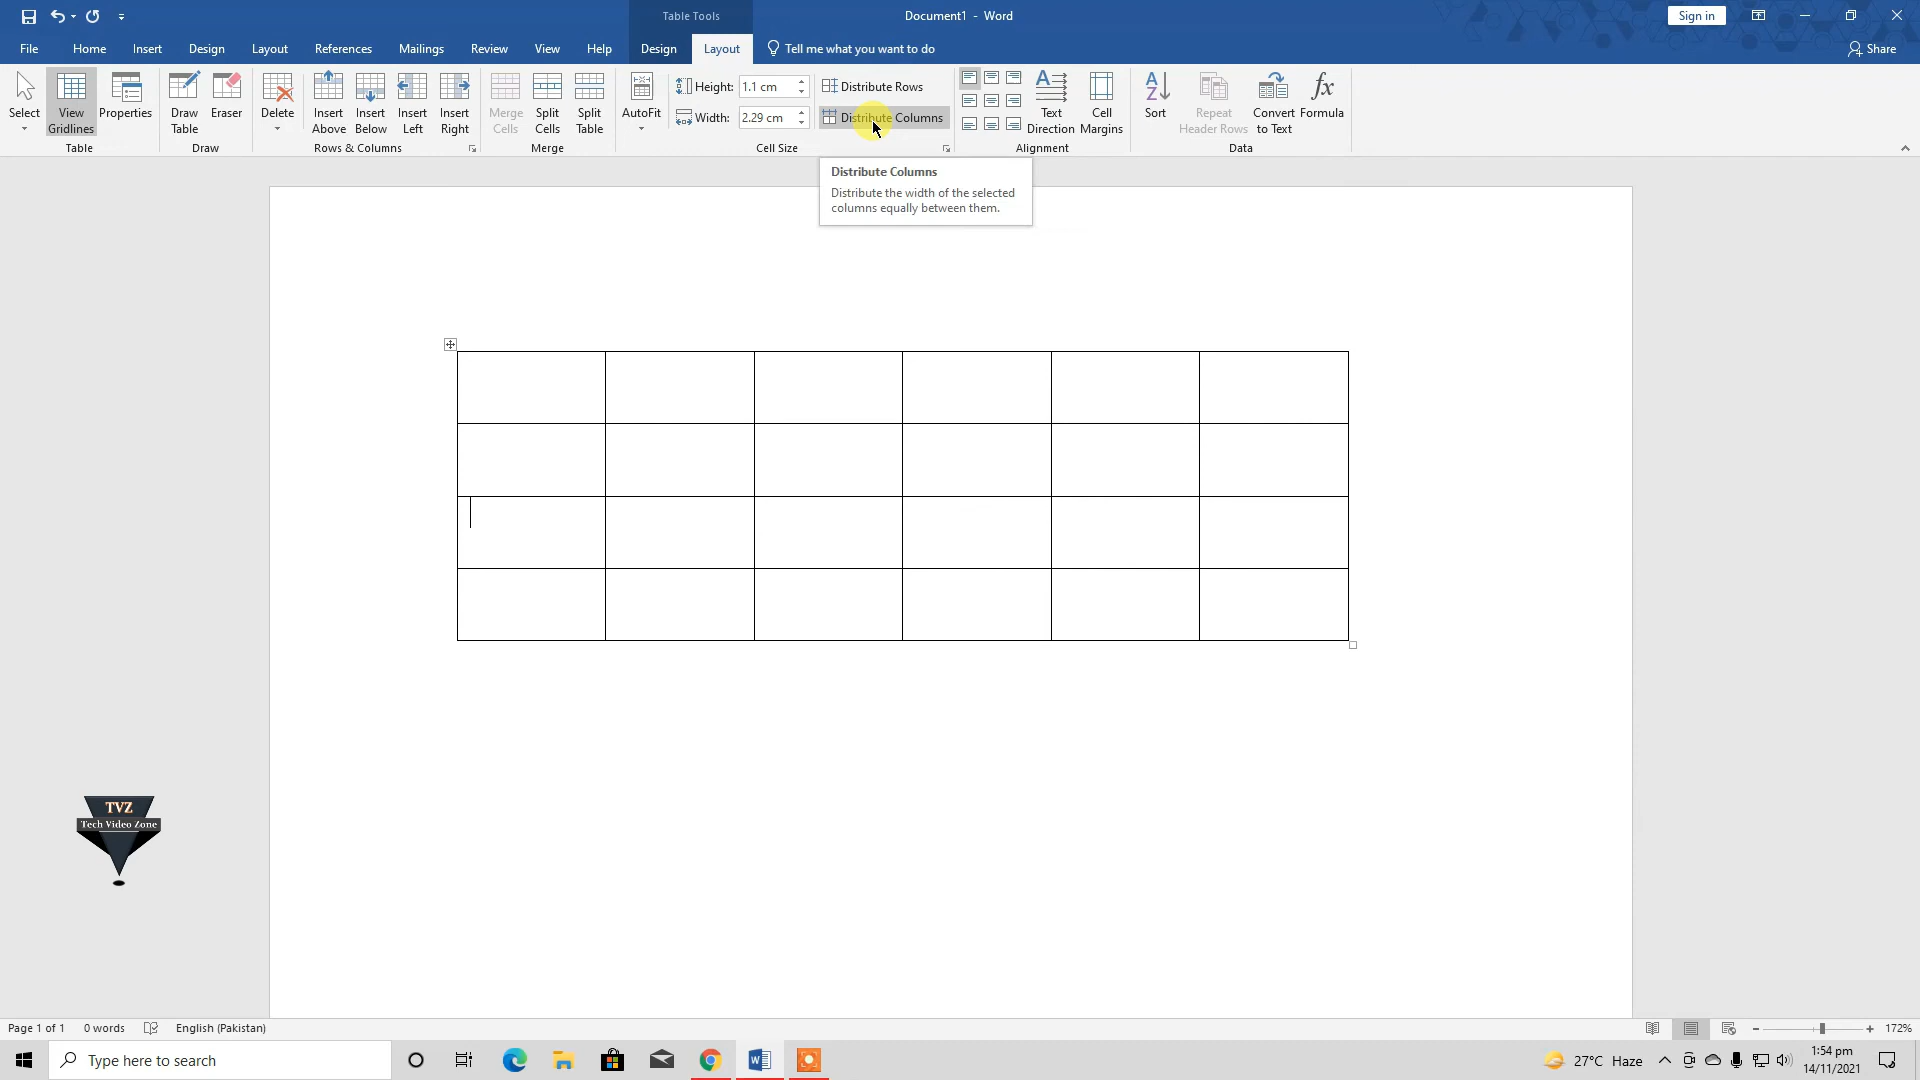 Table Tools
Document1 - Word
Sign in
File Home Insert Design Layout References Mailings Review View Help Design Layout Tell me what you want to do Share
Select
View Gridlines
Properties
Draw Table
Eraser
Delete
Insert Above
Insert Below
Insert Left
Insert Right
Merge Cells
Split Cells
Split Table
AutoFit
Height: 1.1 cm
Width: 2.29 cm
Distribute Rows
Distribute Columns
Text Direction
Cell Margins
Sort
Repeat Header Rows
Convert to Text
Formula
Table Draw Rows & Columns Merge Cell Size Alignment Data
Distribute Columns
Distribute the width of the selected
columns equally between them.
TVZ
Tech Video Zone
Page 1 of 1 0 words English (Pakistan) 172%
Type here to search
27°C Haze
1:54 pm
14/11/2021